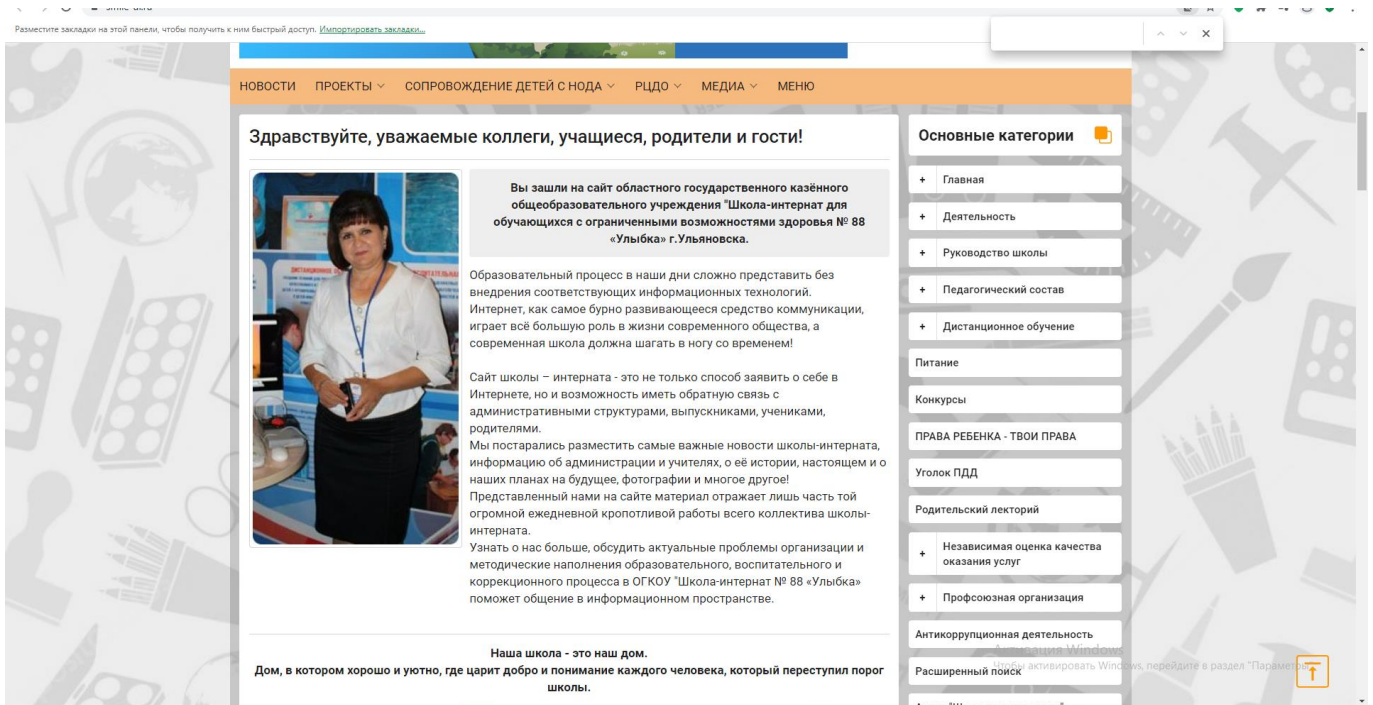 Разместите закладки на этой панели, чтобы получить к ним быстрый доступ. Импортировать закладки...
НОВОСТИ ПРОЕКТЫ СОПРОВОЖДЕНИЕ ДЕТЕЙ С НОДА РЦДО МЕДИА МЕНЮ
Здравствуйте, уважаемые коллеги, учащиеся, родители и гости!
Вы зашли на сайт областного государственного казённого
общеобразовательного учреждения "Школа-интернат для
обучающихся с ограниченными возможностями здоровья № 88
«Улыбка» г.Ульяновска.
Образовательный процесс в наши дни сложно представить без
внедрения соответствующих информационных технологий.
Интернет, как самое бурно развивающееся средство коммуникации,
играет всё большую роль в жизни современного общества, а
современная школа должна шагать в ногу со временем!
Сайт школы – интерната - это не только способ заявить о себе в
Интернете, но и возможность иметь обратную связь с
административными структурами, выпускниками, учениками,
родителями.
Мы постарались разместить самые важные новости школы-интерната,
информацию об администрации и учителях, о её истории, настоящем и о
наших планах на будущее, фотографии и многое другое!
Представленный нами на сайте материал отражает лишь часть той
огромной ежедневной кропотливой работы всего коллектива школы-
интерната.
Узнать о нас больше, обсудить актуальные проблемы организации и
методические наполнения образовательного, воспитательного и
коррекционного процесса в ОГКОУ "Школа-интернат № 88 «Улыбка»
поможет общение в информационном пространстве.
Наша школа - это наш дом.
Дом, в котором хорошо и уютно, где царит добро и понимание каждого человека, который переступил порог
школы.
Основные категории
+ Главная
+ Деятельность
+ Руководство школы
+ Педагогический состав
+ Дистанционное обучение
Питание
Конкурсы
ПРАВА РЕБЕНКА - ТВОИ ПРАВА
Уголок ПДД
Родительский лекторий
+ Независимая оценка качества
оказания услуг
+ Профсоюзная организация
Антикоррупционная деятельность
Расширенный поиск
Активация Windows
Чтобы активировать Windows, перейдите в раздел "Параметры".